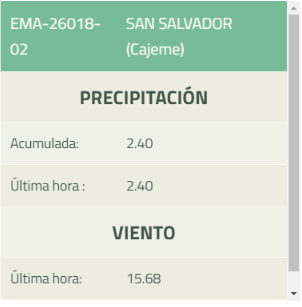 EMA-26018- SAN SALVADOR
02 (Cajeme)
PRECIPITACIÓN
Acumulada: 2.40
Última hora : 2.40
VIENTO
Última hora: 15.68